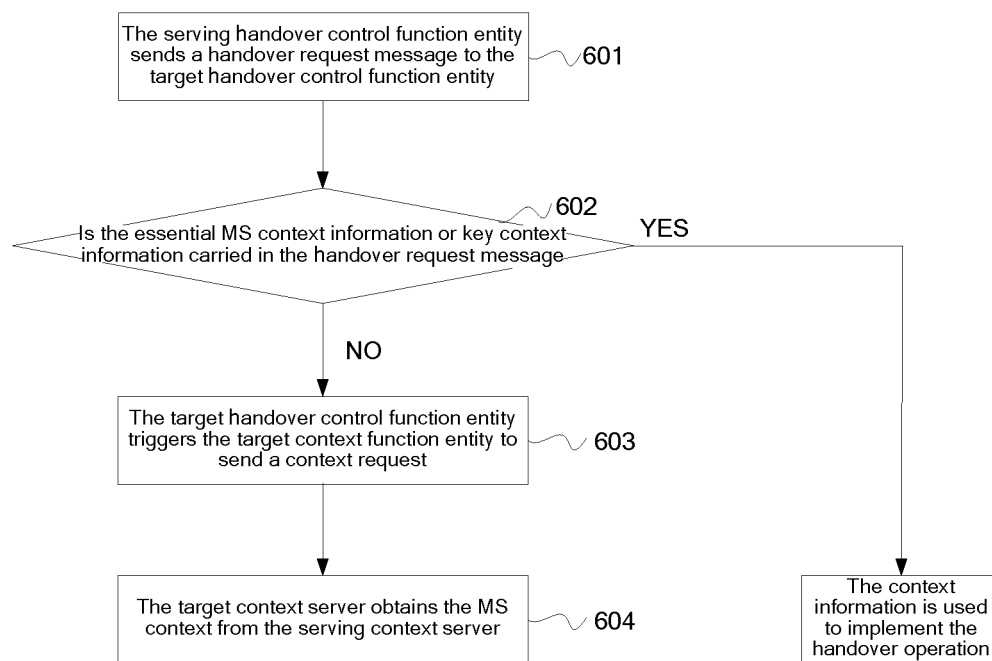 The serving handover control function entity
sends a handover request message to the
target handover control function entity
601
602
Is the essential MS context information or key context
information carried in the handover request message
YES
NO
The target handover control function entity
triggers the target context function entity to
send a context request
603
The target context server obtains the MS
context from the serving context server
604
The context
information is used
to implement the
handover operation